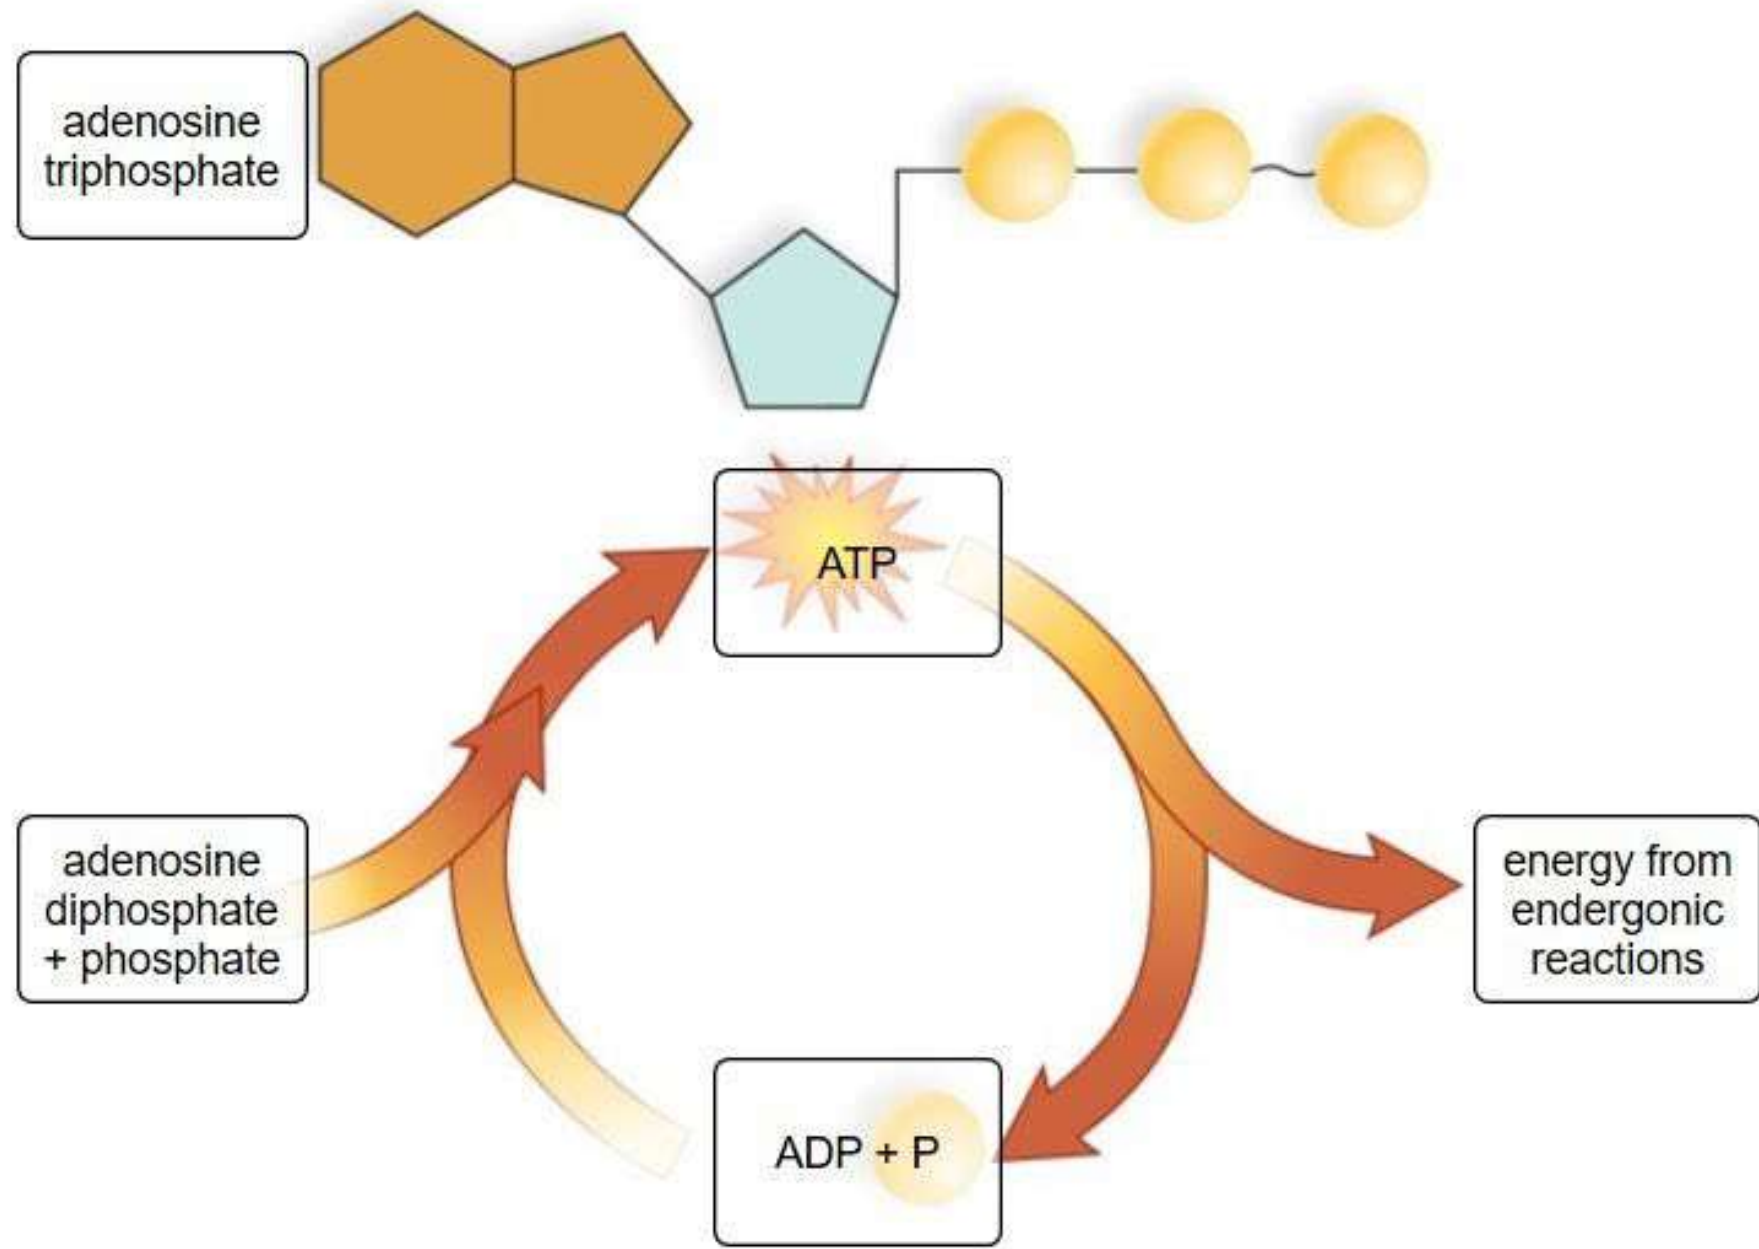 adenosine
triphosphate
ATP
adenosine
diphosphate
+ phosphate
energy from
endergonic
reactions
ADP + P